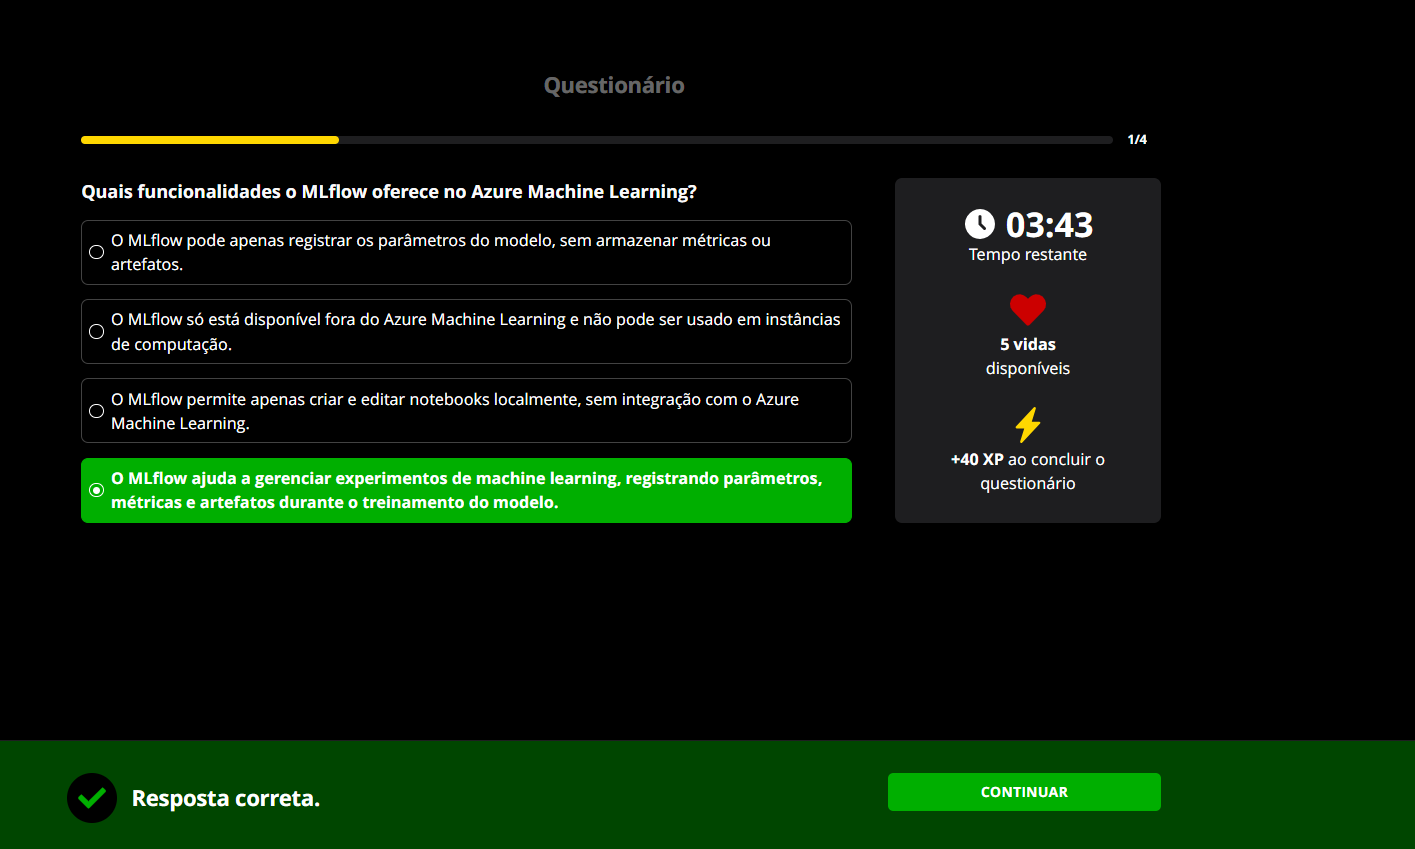 Questionário
1/4
Quais funcionalidades o MLflow oferece no Azure Machine Learning?
O MLflow pode apenas registrar os parâmetros do modelo, sem armazenar métricas ou
artefatos.
O MLflow só está disponível fora do Azure Machine Learning e não pode ser usado em instâncias
de computação.
O MLflow permite apenas criar e editar notebooks localmente, sem integração com o Azure
Machine Learning.
O MLflow ajuda a gerenciar experimentos de machine learning, registrando parâmetros,
métricas e artefatos durante o treinamento do modelo.
03:43
Tempo restante
5 vidas
disponíveis
+40 XP ao concluir o
questionário
Resposta correta.
CONTINUAR